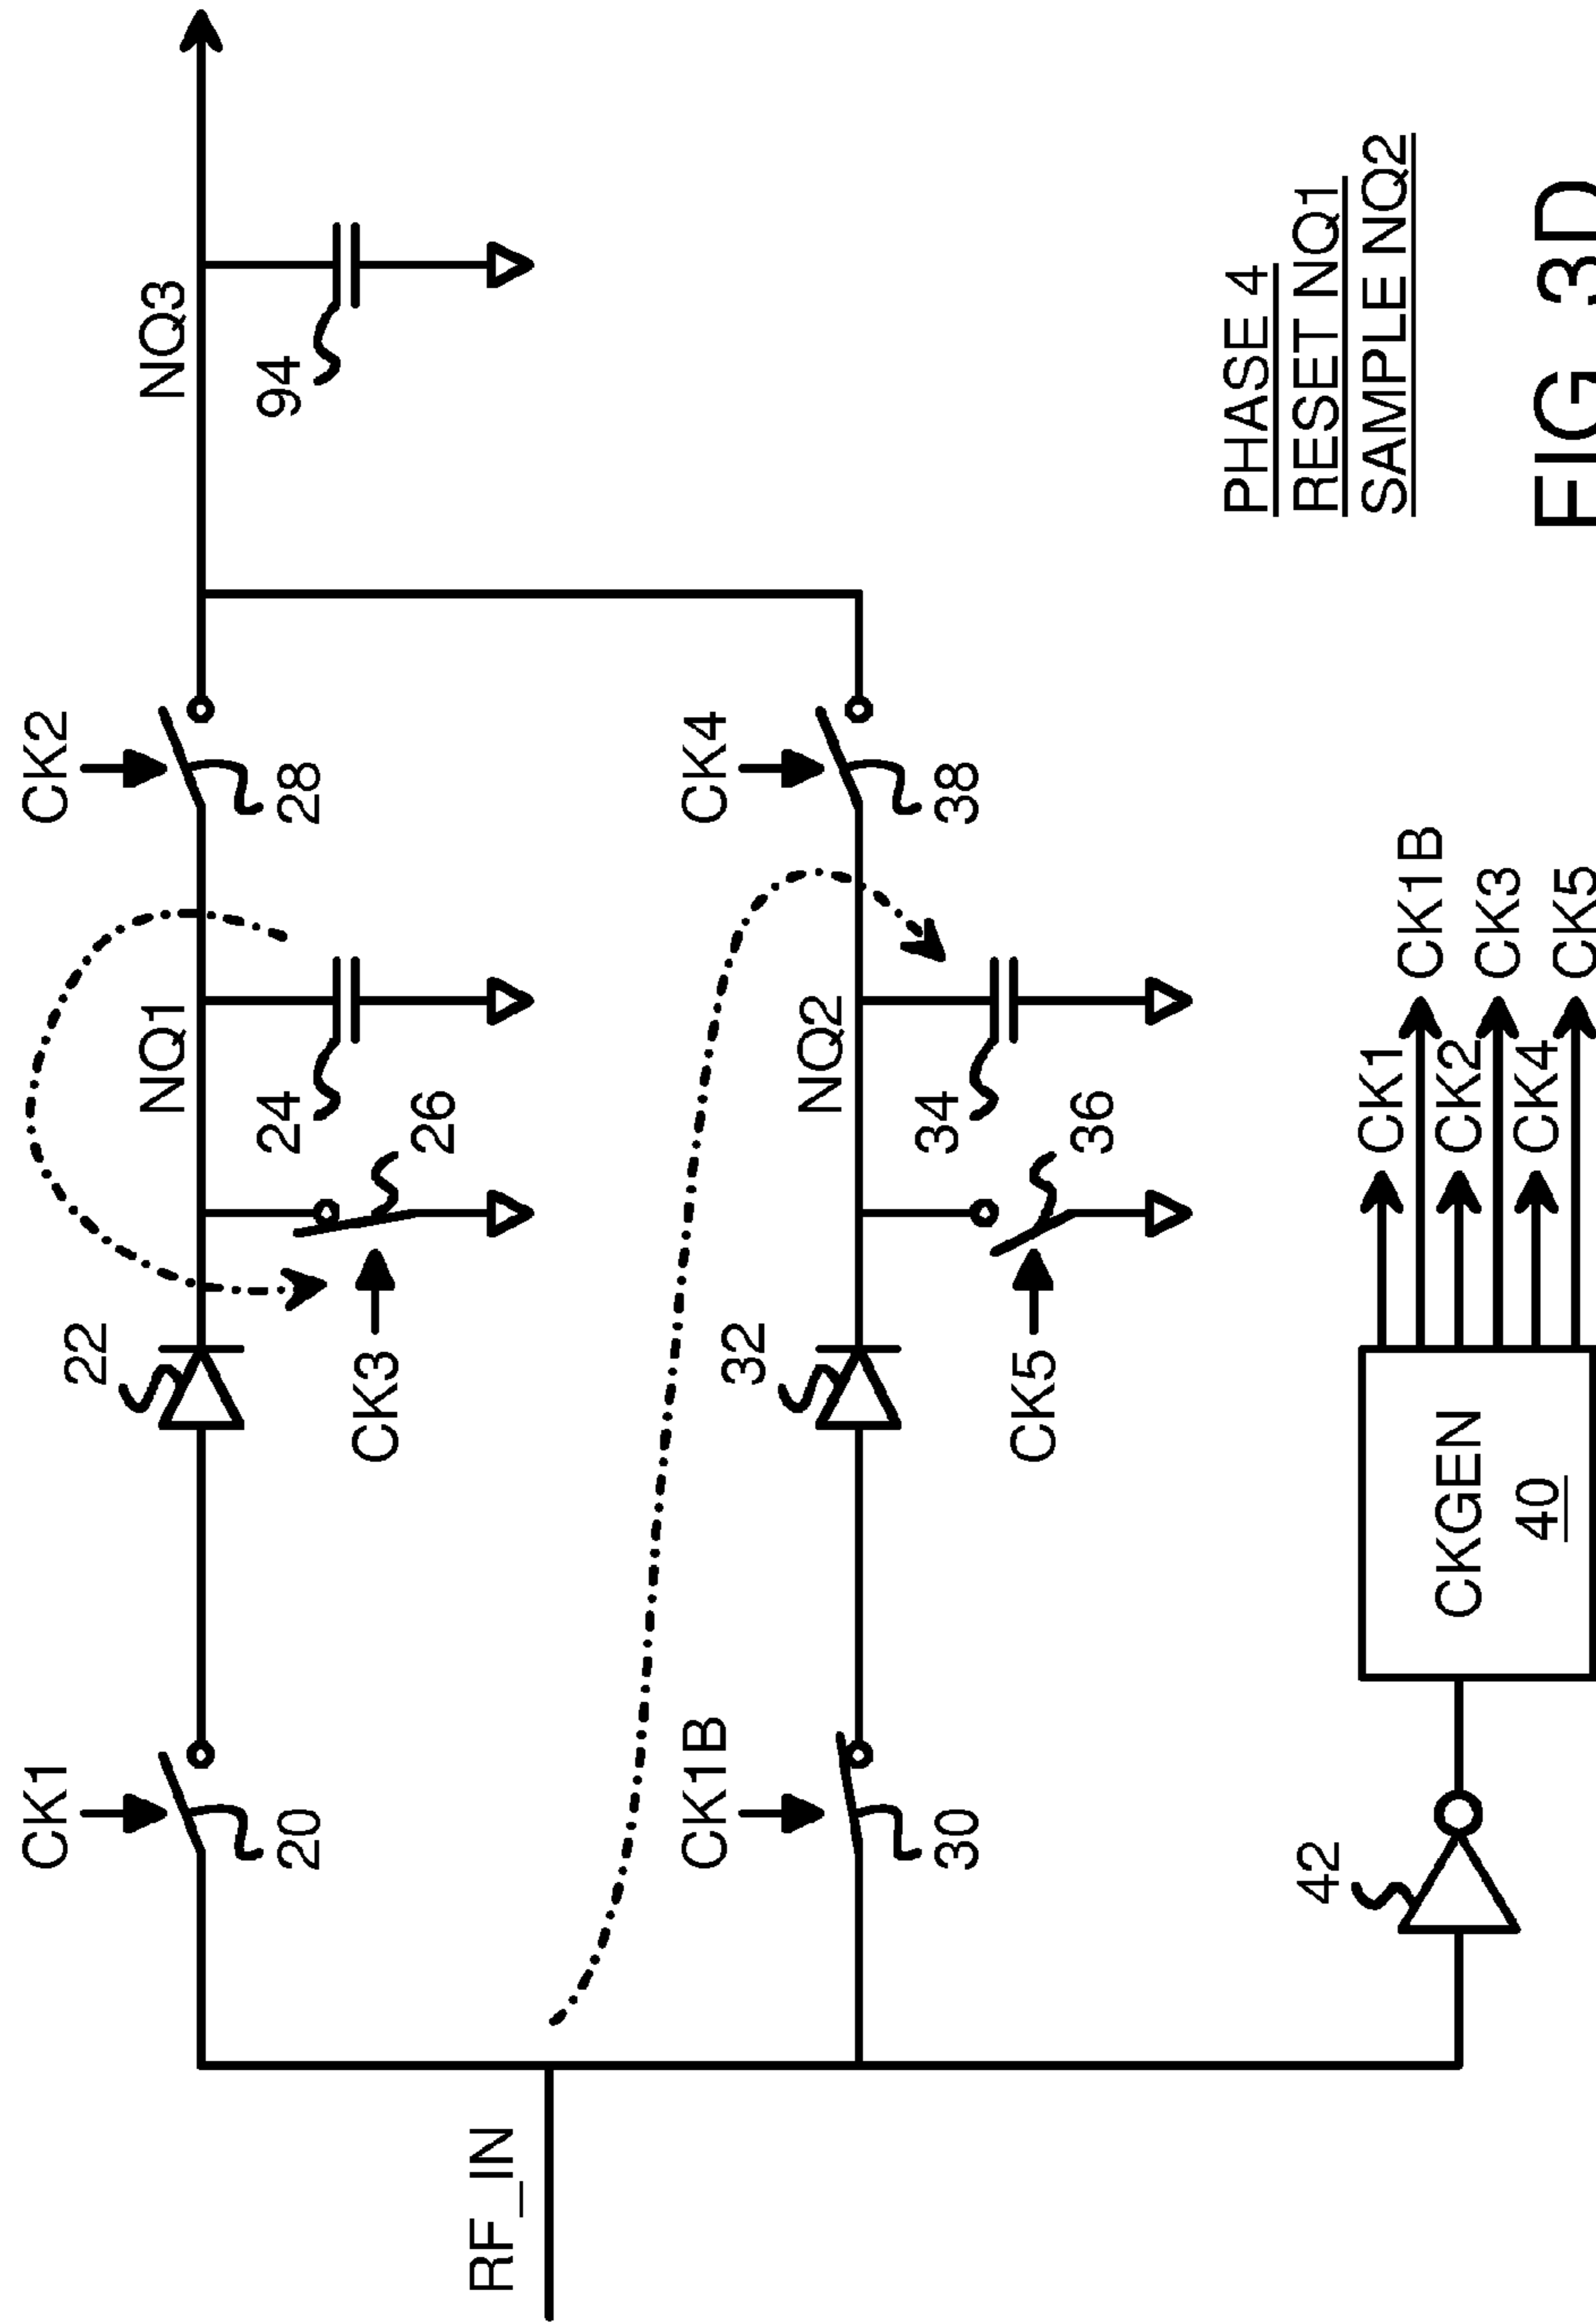 CK1
CK2
20
22
NQ1
24
26
CK3
28
NQ3
94
RF_IN
CK1B
CK4
30
32
NQ2
34
36
CK5
38
42
CKGEN
40
CK1
CK1B
CK2
CK3
CK4
CK5
PHASE 4
RESET NQ1
SAMPLE NQ2
FIG. 3D